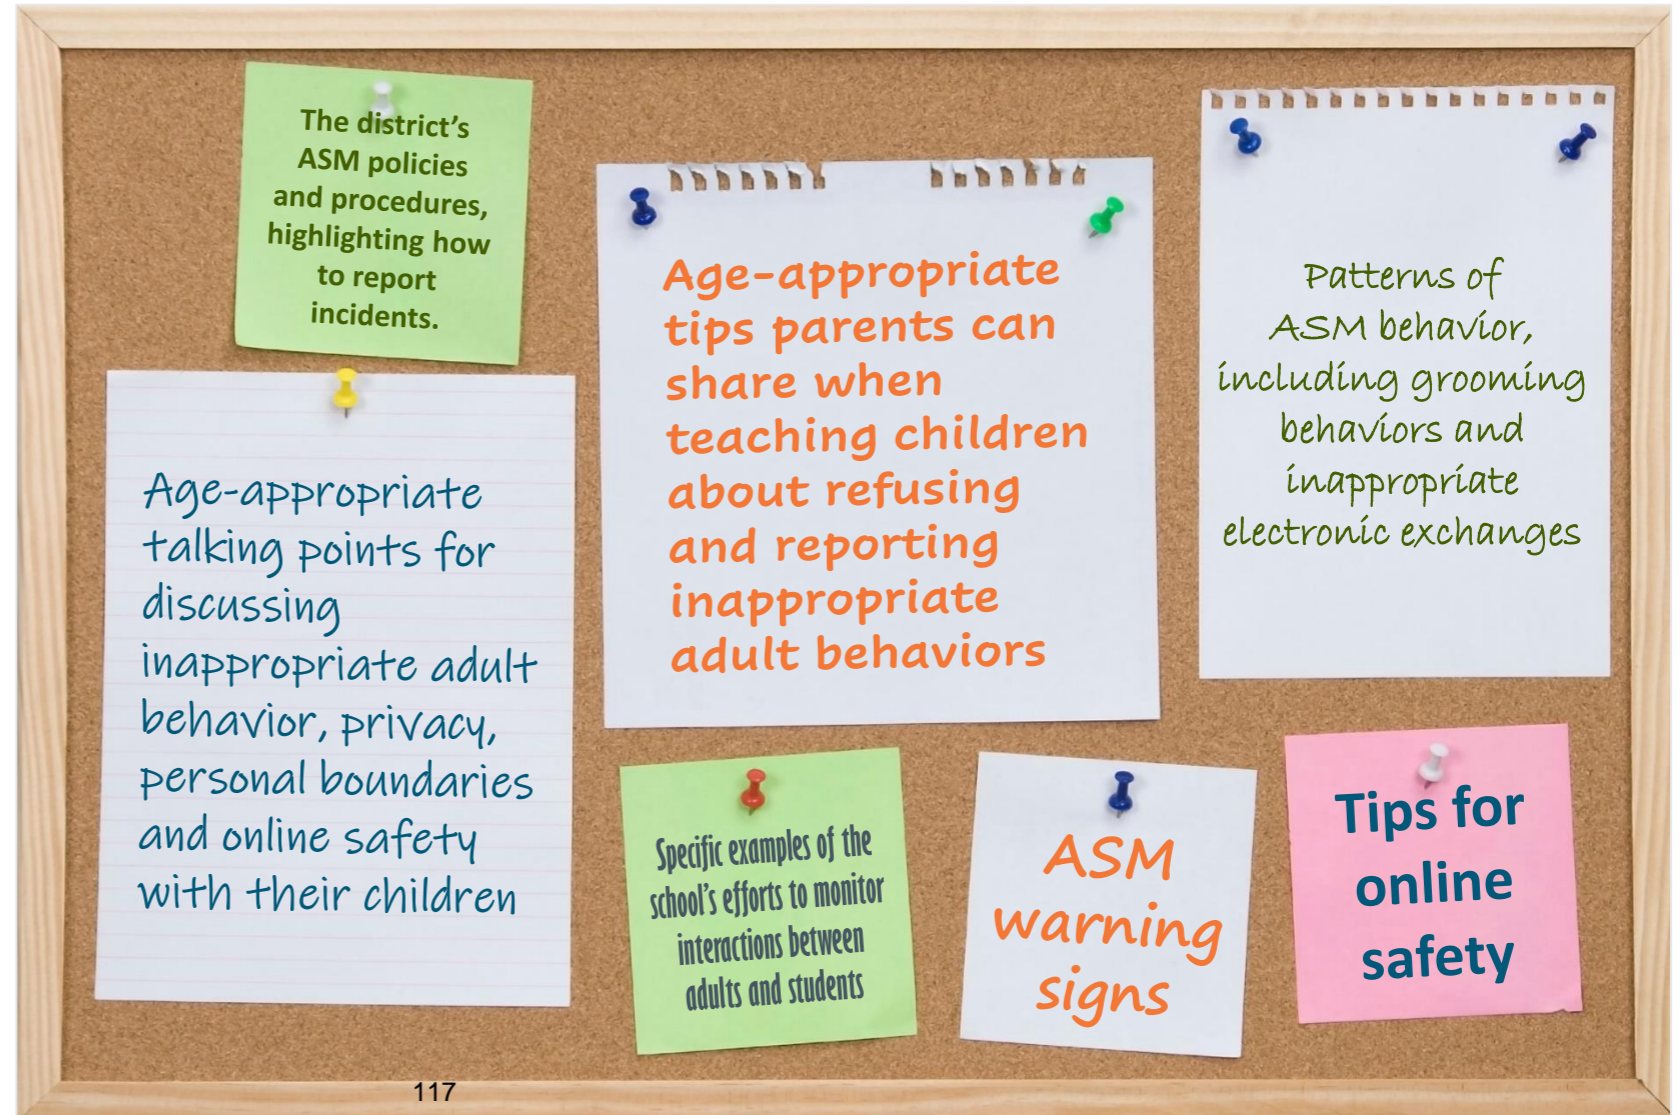 The district’s
ASM policies
and procedures,
highlighting how
to report
incidents.
Age-appropriate
talking points for
discussing
inappropriate adult
behavior, privacy,
personal boundaries
and online safety
with their children
Age-appropriate
tips parents can
share when
teaching children
about refusing
and reporting
inappropriate
adult behaviors
Patterns of
ASM behavior,
including grooming
behaviors and
inappropriate
electronic exchanges
Specific examples of the
school’s efforts to monitor
interactions between
adults and students
ASM
warning
signs
Tips for
online
safety
117